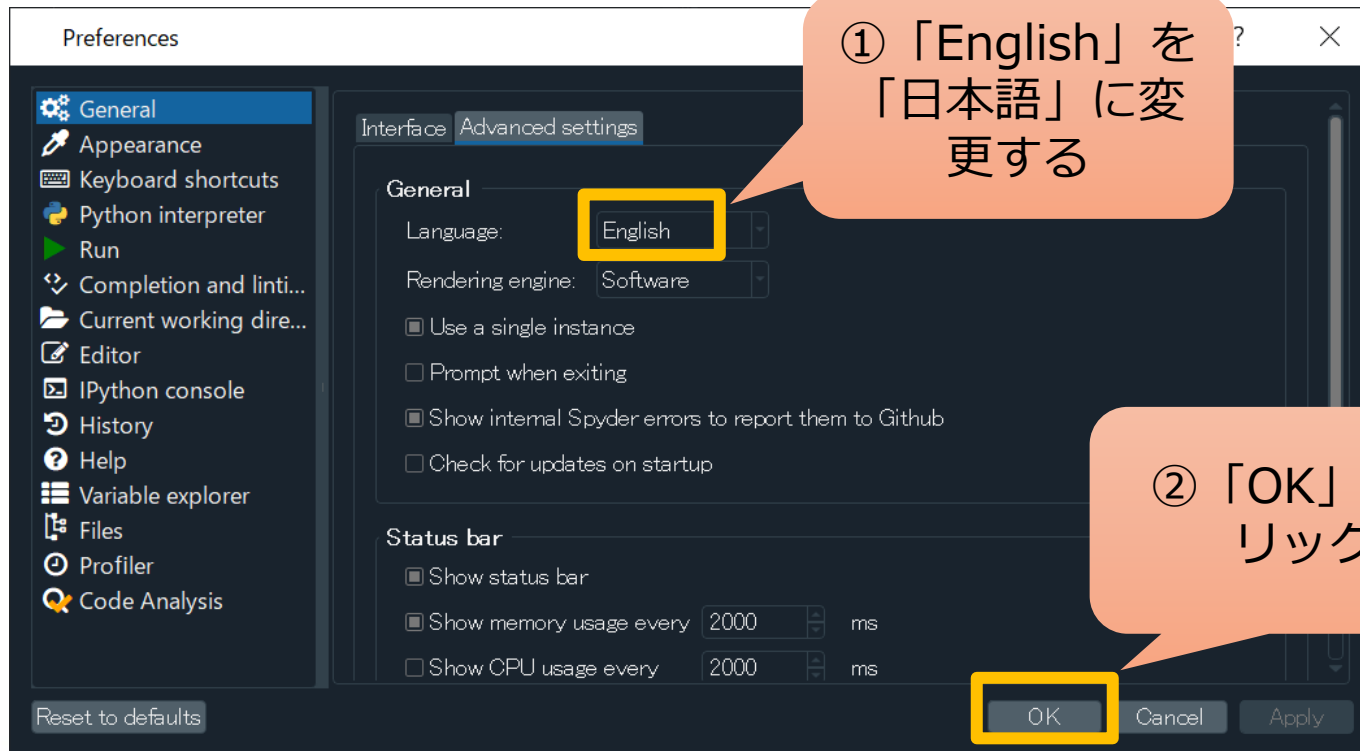 Preferences
?
①「English」を
「日本語」に変
更する
General
Appearance
Keyboard shortcuts
Python interpreter
Run
Completion and linti...
Current working dire...
Editor
IPython console
History
Help
Variable explorer
Files
Profiler
Code Analysis
Interface Advanced settings
General
Language: English
Rendering engine: Software
Use a single instance
Prompt when exiting
Show internal Spyder errors to report them to Github
Check for updates on startup
②「OK」
リック
Status bar
Show status bar
Show memory usage every 2000 ms
Show CPU usage every 2000 ms
Reset to defaults
OK Cancel Apply